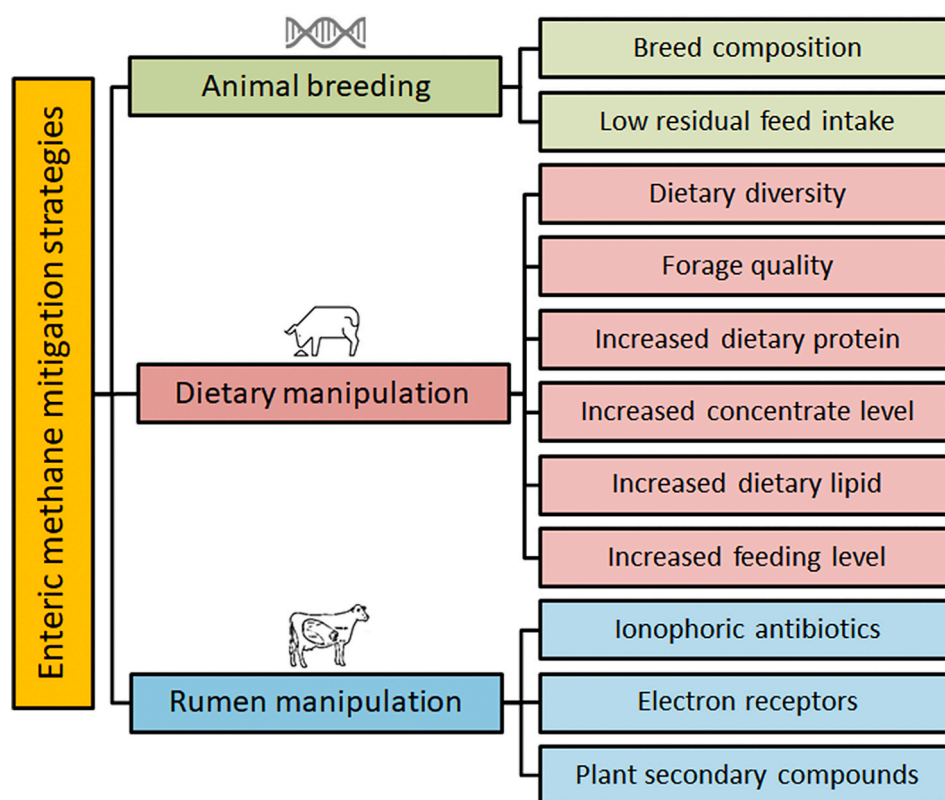 Enteric methane mitigation strategies
Animal breeding
Breed composition
Low residual feed intake
Dietary manipulation
Dietary diversity
Forage quality
Increased dietary protein
Increased concentrate level
Increased dietary lipid
Increased feeding level
Rumen manipulation
Ionophoric antibiotics
Electron receptors
Plant secondary compounds